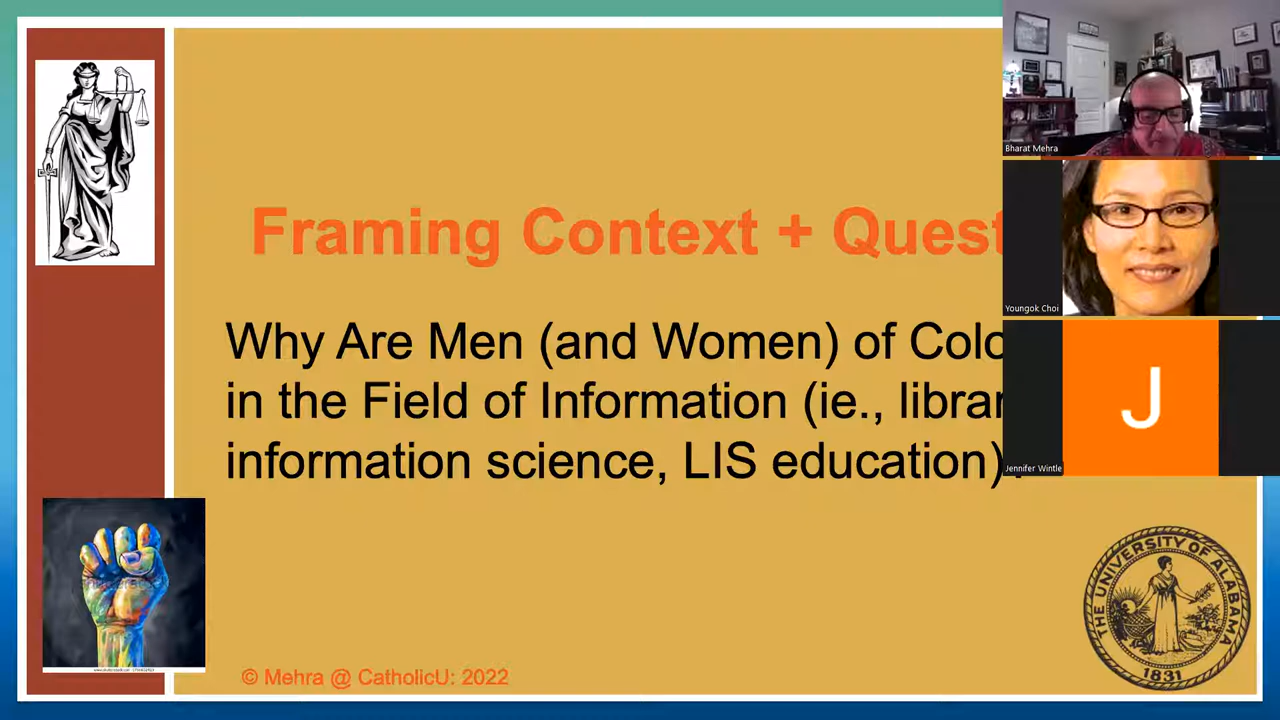 Framing Context + Quest
Why Are Men (and Women) of Colo
in the Field of Information (ie., librar
information science, LIS education)
Bharat Mehra
Youngok Choi
J
Jennifer Wintle
THE UNIVERSITY OF ALABAMA
1831
© Mehra @ CatholicU: 2022